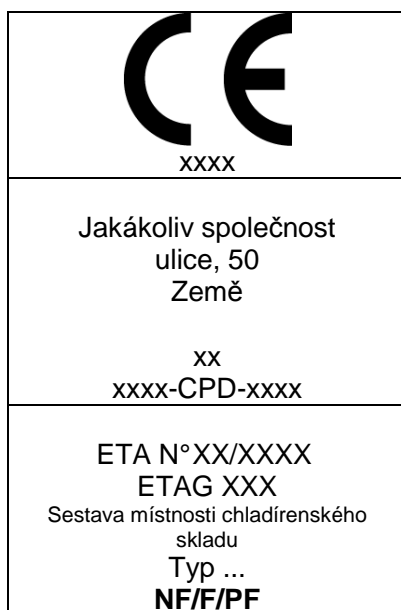 CE
xxxx
Jakákoliv společnost
ulice, 50
Země
xx
xxxx-CPD-xxxx
ETA N°XX/XXXX
ETAG XXX
Sestava místnosti chladírenského
skladu
Typ ...
NF/F/PF